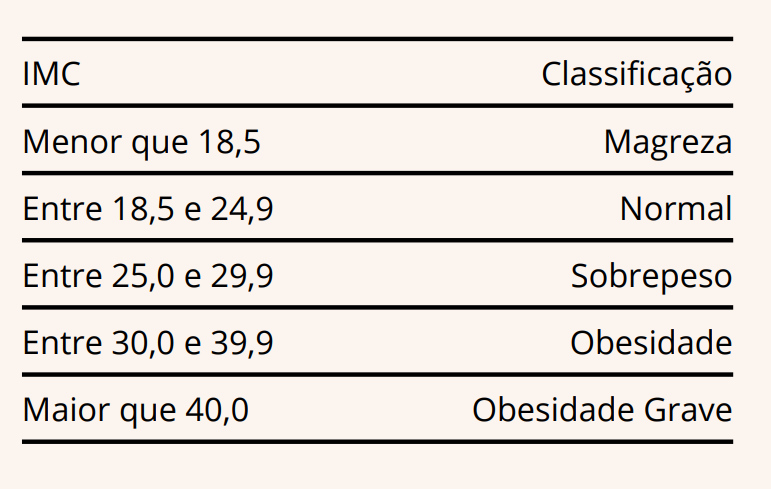 IMC Classificação
Menor que 18,5 Magreza
Entre 18,5 e 24,9 Normal
Entre 25,0 e 29,9 Sobrepeso
Entre 30,0 e 39,9 Obesidade
Maior que 40,0 Obesidade Grave